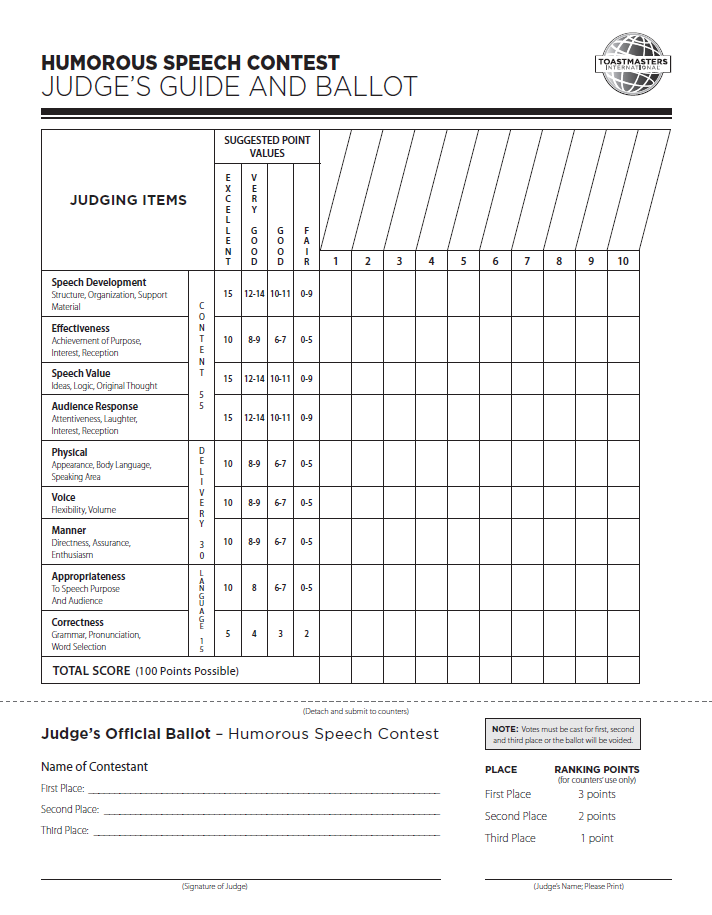 HUMOROUS SPEECH CONTEST
JUDGE'S GUIDE AND BALLOT
TOASTMASTERS
INTERNATIONAL
JUDGING ITEMS
SUGGESTED POINT
VALUES
EXCELLENT
VERY GOOD
GOOD
FAIR
1 2 3 4 5 6 7 8 9 10
CONTENT 55
Speech Development
Structure, Organization, Support
Material
15 12-14 10-11 0-9
Effectiveness
Achievement of Purpose,
Interest, Reception
10 8-9 6-7 0-5
Speech Value
Ideas, Logic, Original Thought
15 12-14 10-11 0-9
Audience Response
Attentiveness, Laughter,
Interest, Reception
15 12-14 10-11 0-9
DELIVERY 30
Physical
Appearance, Body Language,
Speaking Area
10 8-9 6-7 0-5
Voice
Flexibility, Volume
10 8-9 6-7 0-5
Manner
Directness, Assurance,
Enthusiasm
10 8-9 6-7 0-5
LANGUAGE 15
Appropriateness
To Speech Purpose
And Audience
10 8 6-7 0-5
Correctness
Grammar, Pronunciation,
Word Selection
5 4 3 2
TOTAL SCORE (100 Points Possible)
(Detach and submit to counters)
Judge's Official Ballot – Humorous Speech Contest
Name of Contestant
First Place:
Second Place:
Third Place:
(Signature of Judge)
NOTE: Votes must be cast for first, second
and third place or the ballot will be voided.
PLACE RANKING POINTS
(for counters' use only)
First Place 3 points
Second Place 2 points
Third Place 1 point
(Judge's Name; Please Print)